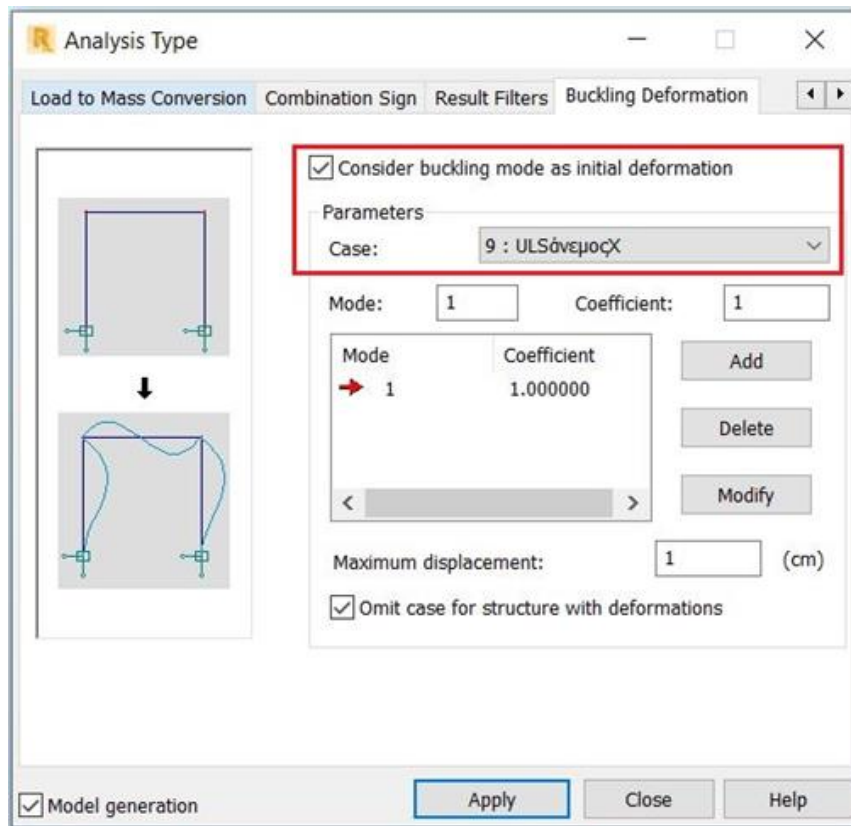 Analysis Type
Load to Mass Conversion Combination Sign Result Filters Buckling Deformation
Consider buckling mode as initial deformation
Parameters
Case: 9 : ULSάνεμοςX
Mode: 1 Coefficient: 1
Mode Coefficient
1 1.000000
Add
Delete
Modify
Maximum displacement: 1 (cm)
Omit case for structure with deformations
Model generation Apply Close Help